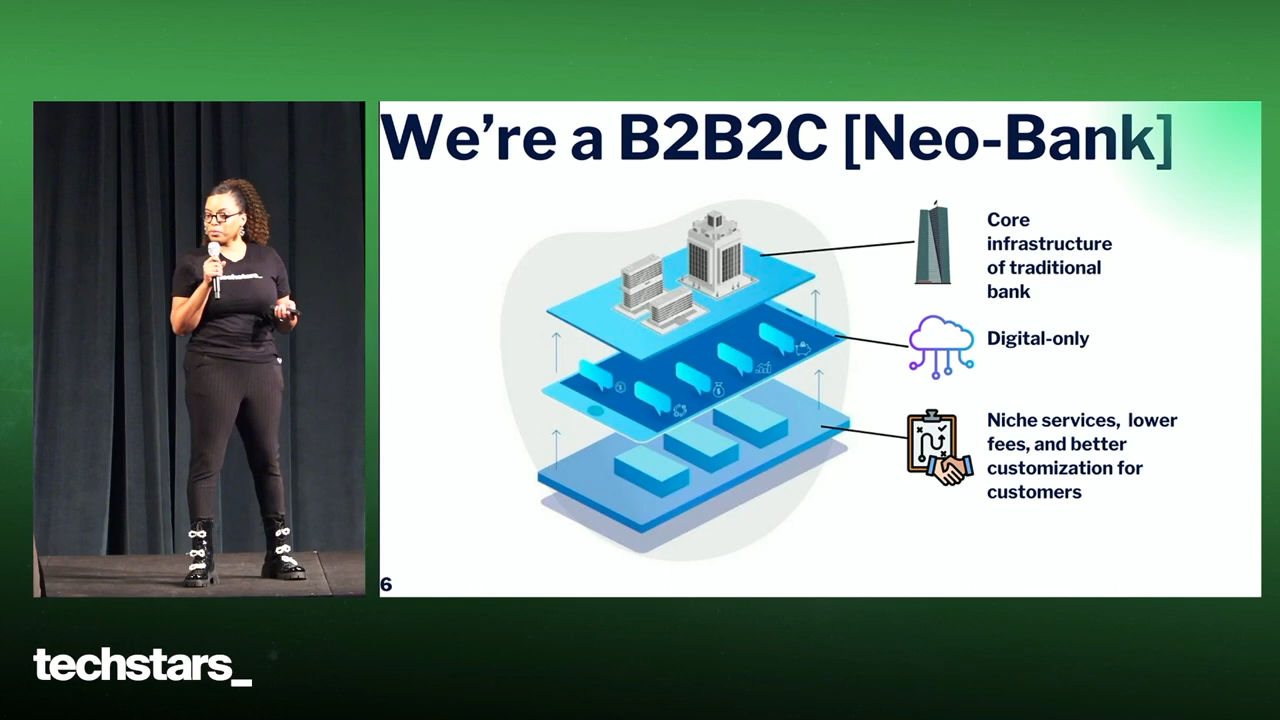 We're a B2B2C [Neo-Bank]
Core
infrastructure
of traditional
bank
Digital-only
Niche services, lower
fees, and better
customization for
customers
6
techstars_